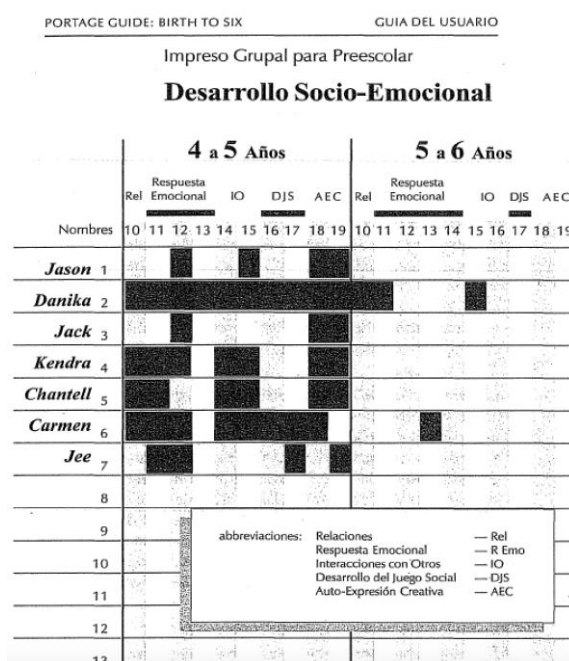 PORTAGE GUIDE: BIRTH TO SIX GUIA DEL USUARIO
Impreso Grupal para Preescolar
Desarrollo Socio-Emocional
4 a 5 Años 5 a 6 Años
Rel Respuesta Emocional IO DJS AEC Rel Respuesta Emocional IO DJS AEC
Nombres 10 11 12 13 14 15 16 17 18 19 10 11 12 13 14 15 16 17 18 19
Jason 1
Danika 2
Jack 3
Kendra 4
Chantell 5
Carmen 6
Jee 7
8
9
10
11
12
13
abbreviaciones: Relaciones — Rel
Respuesta Emocional — R Emo
Interacciones con Otros — IO
Desarrollo del Juego Social — DJS
Auto-Expresión Creativa — AEC